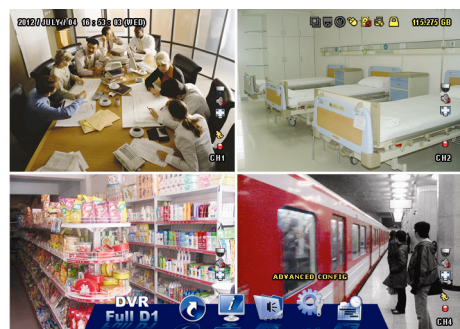 2012 / JULY / 04 16 : 53 : 03 (WED)
115.275 GB
CH1
CH2
ADVANCED CONFIG
DVR
Full D1
CH4